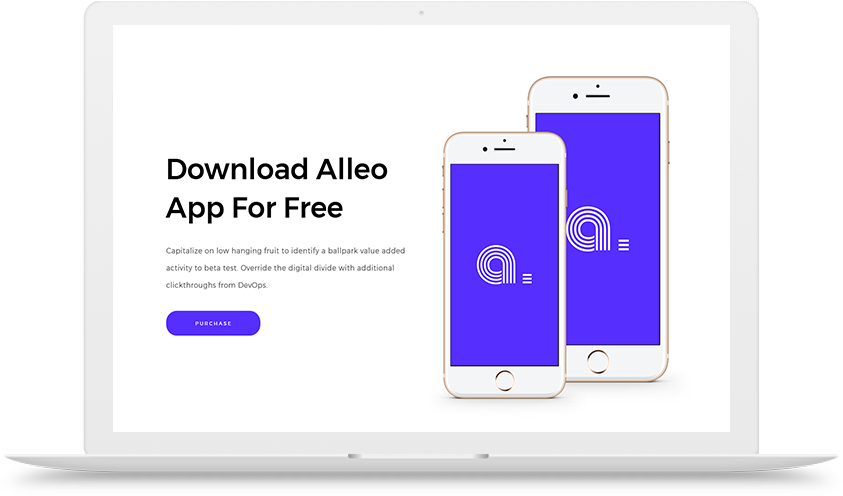 Download Alleo
App For Free
Capitalize on low hanging fruit to identify a ballpark value added
activity to beta test. Override the digital divide with additional
clickthroughs from DevOps.
PURCHASE
a
a